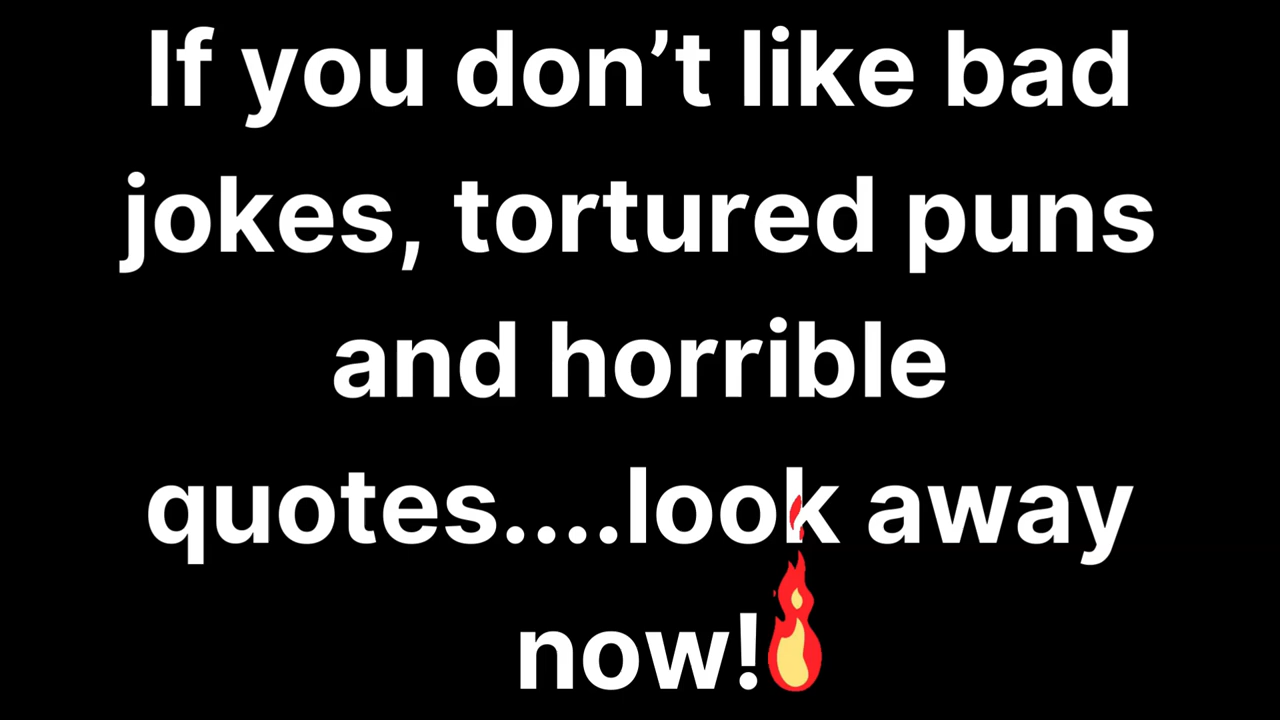 If you don’t like bad
jokes, tortured puns
and horrible
quotes....look away
now!